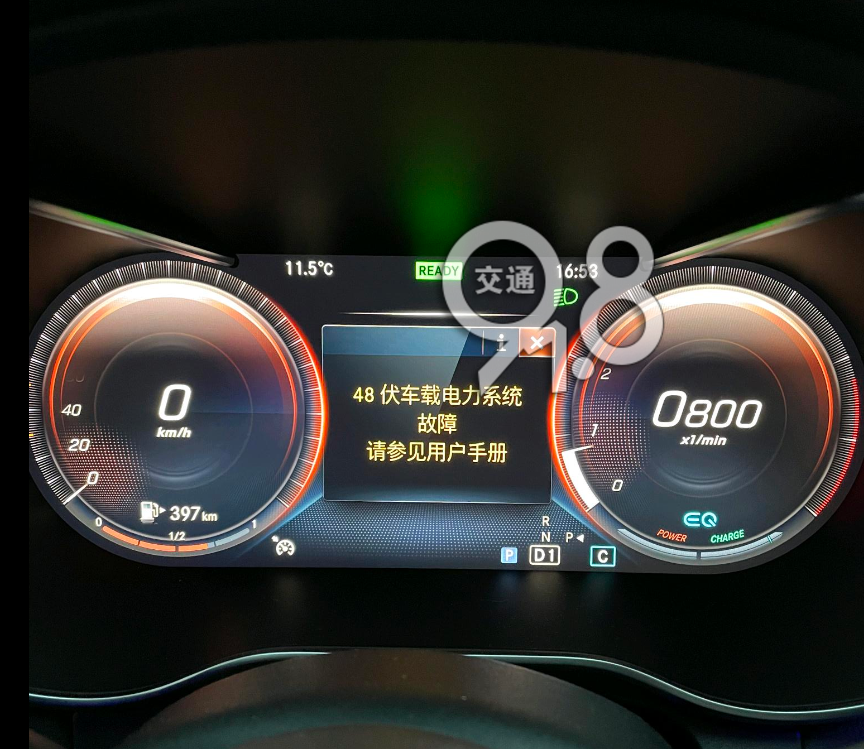 11.5°C
READY
16:53
交通
91.8
i
48 伏车载电力系统
故障
请参见用户手册
40
20
0
0
km/h
397 km
0
1/2
1
2
1
0
0800
x1/min
EQ
POWER
CHARGE
R
N
P
P
D1
C